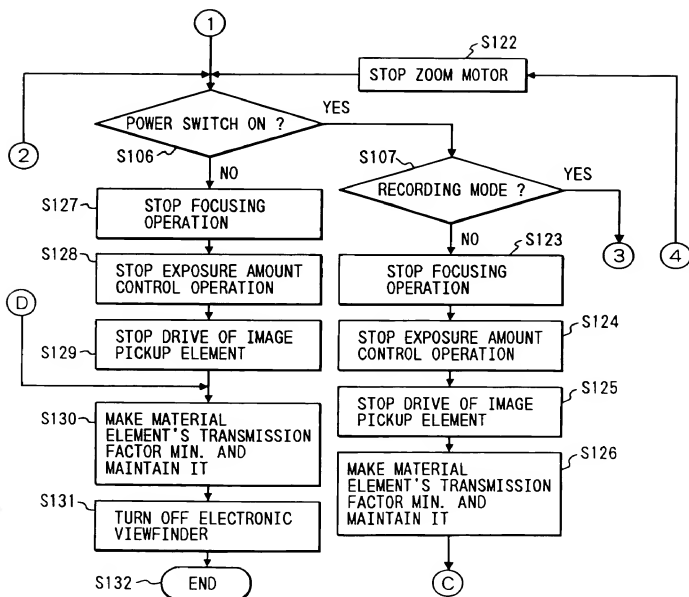 1
S122
STOP ZOOM MOTOR
2
POWER SWITCH ON ?
YES
S106
NO
S107
RECORDING MODE ?
YES
3
4
S127
STOP FOCUSING
OPERATION
NO
S123
STOP FOCUSING
OPERATION
S128
STOP EXPOSURE AMOUNT
CONTROL OPERATION
D
S124
STOP EXPOSURE AMOUNT
CONTROL OPERATION
S129
STOP DRIVE OF IMAGE
PICKUP ELEMENT
S125
STOP DRIVE OF IMAGE
PICKUP ELEMENT
S130
MAKE MATERIAL
ELEMENT'S TRANSMISSION
FACTOR MIN. AND
MAINTAIN IT
S126
MAKE MATERIAL
ELEMENT'S TRANSMISSION
FACTOR MIN. AND
MAINTAIN IT
S131
TURN OFF ELECTRONIC
VIEWFINDER
S132
END
C